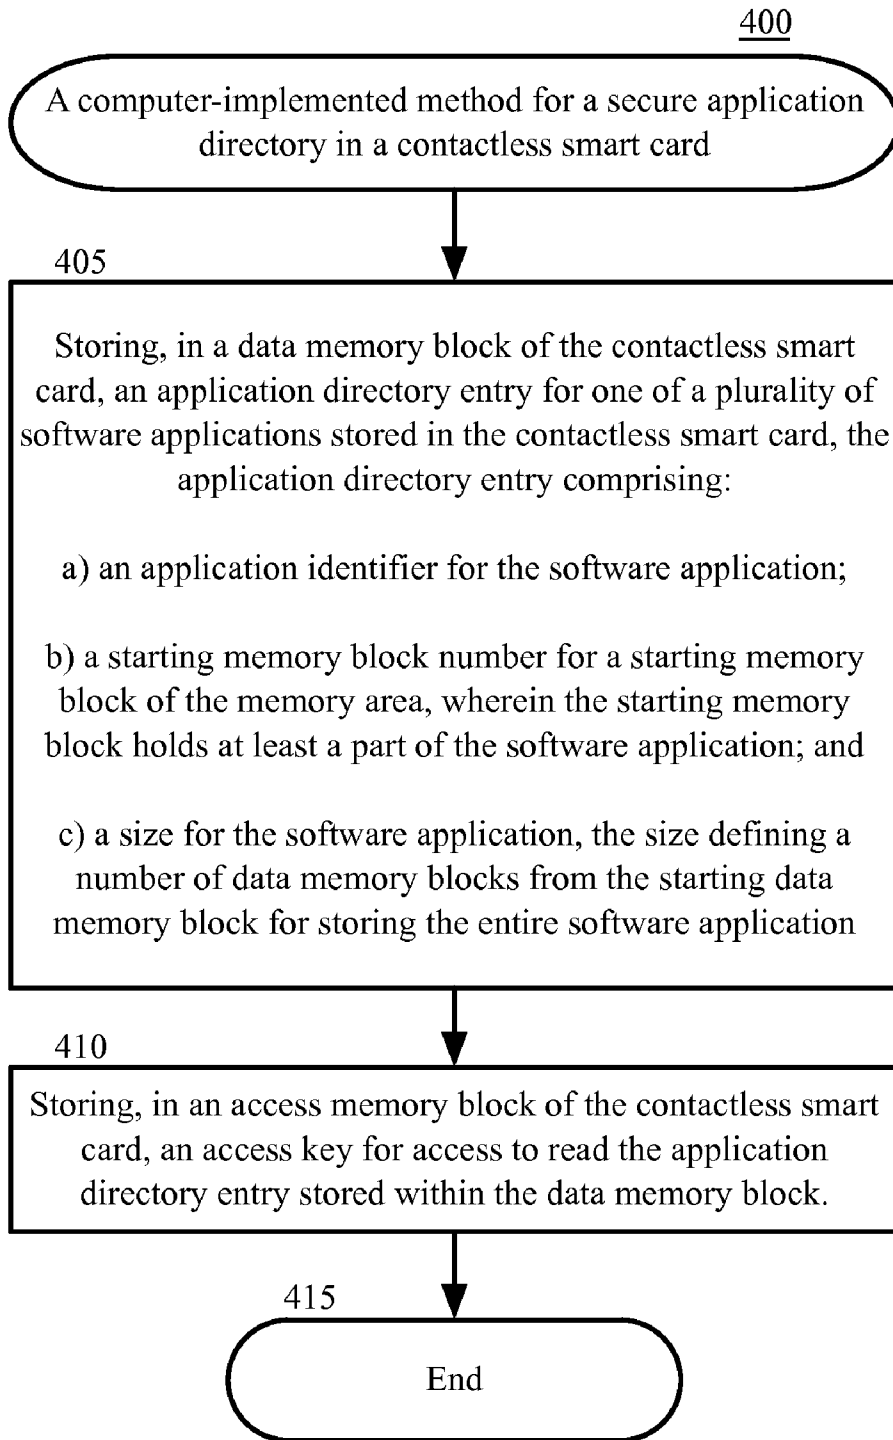 400
A computer-implemented method for a secure application
directory in a contactless smart card
405
Storing, in a data memory block of the contactless smart
card, an application directory entry for one of a plurality of
software applications stored in the contactless smart card, the
application directory entry comprising:
a) an application identifier for the software application;
b) a starting memory block number for a starting memory
block of the memory area, wherein the starting memory
block holds at least a part of the software application; and
c) a size for the software application, the size defining a
number of data memory blocks from the starting data
memory block for storing the entire software application
410
Storing, in an access memory block of the contactless smart
card, an access key for access to read the application
directory entry stored within the data memory block.
415
End